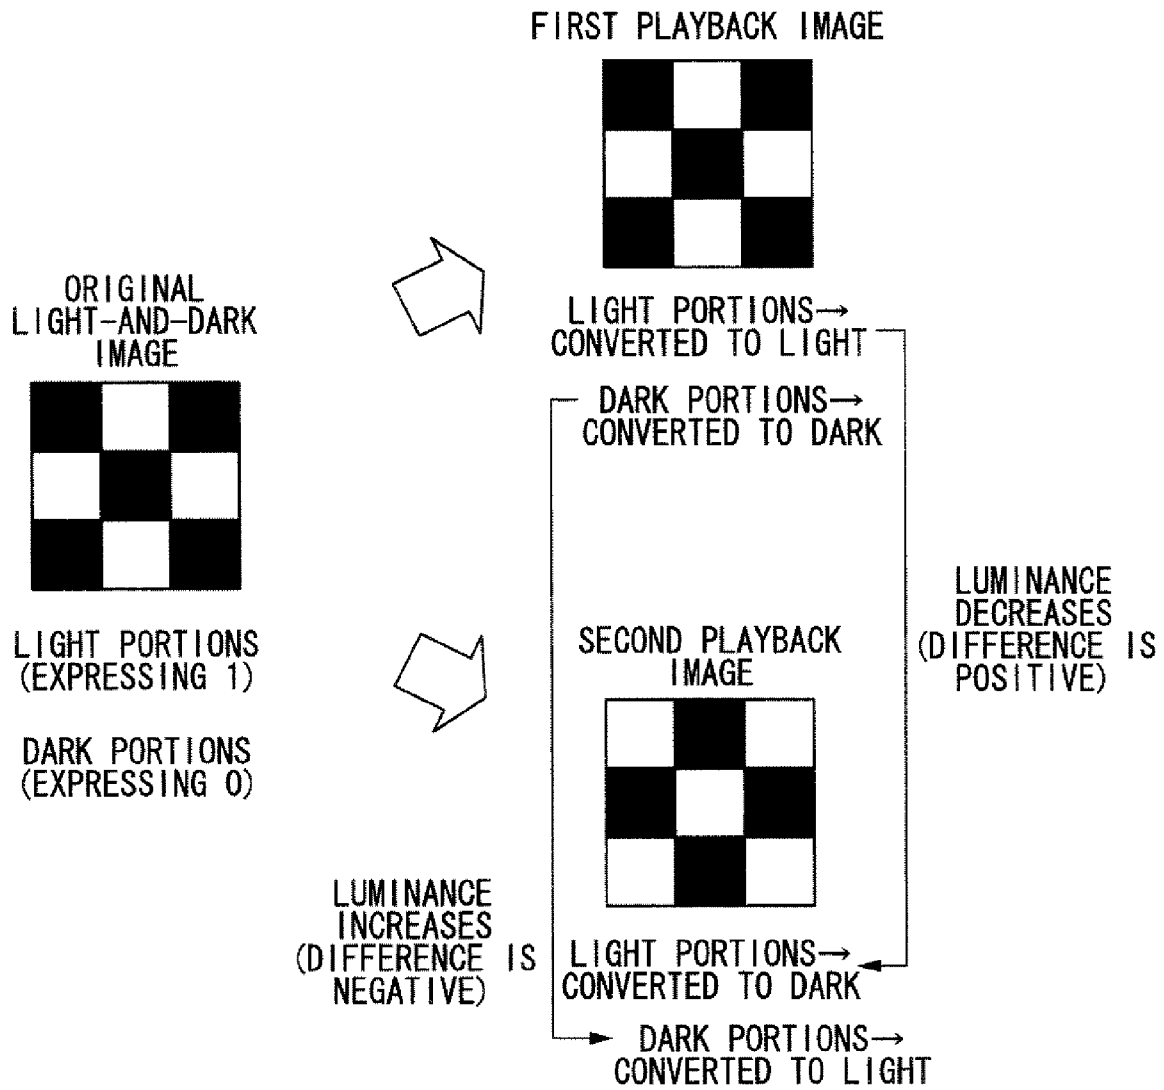 FIRST PLAYBACK IMAGE
ORIGINAL
LIGHT-AND-DARK
IMAGE
LIGHT PORTIONS→
CONVERTED TO LIGHT
DARK PORTIONS→
CONVERTED TO DARK
LIGHT PORTIONS
(EXPRESSING 1)
DARK PORTIONS
(EXPRESSING 0)
LUMINANCE
DECREASES
(DIFFERENCE IS
POSITIVE)
SECOND PLAYBACK
IMAGE
LUMINANCE
INCREASES
(DIFFERENCE IS
NEGATIVE)
LIGHT PORTIONS→
CONVERTED TO DARK
DARK PORTIONS→
CONVERTED TO LIGHT